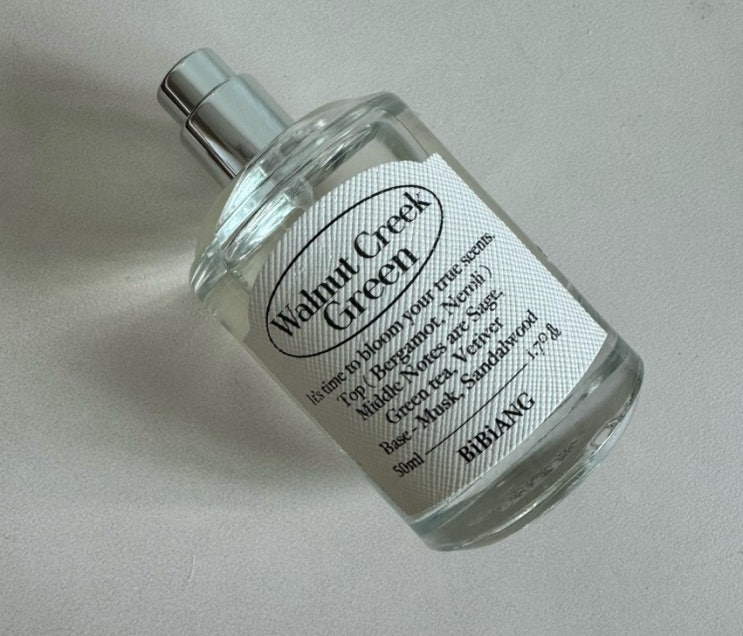 Walnut Creek
Green
It's time to bloom your true scents.
Top ( Bergamot, Neroli )
Middle Notes are Sage.
Green tea, Vetiver
Base - Musk, Sandalwood
50ml 1.70 fl
BiBiANG